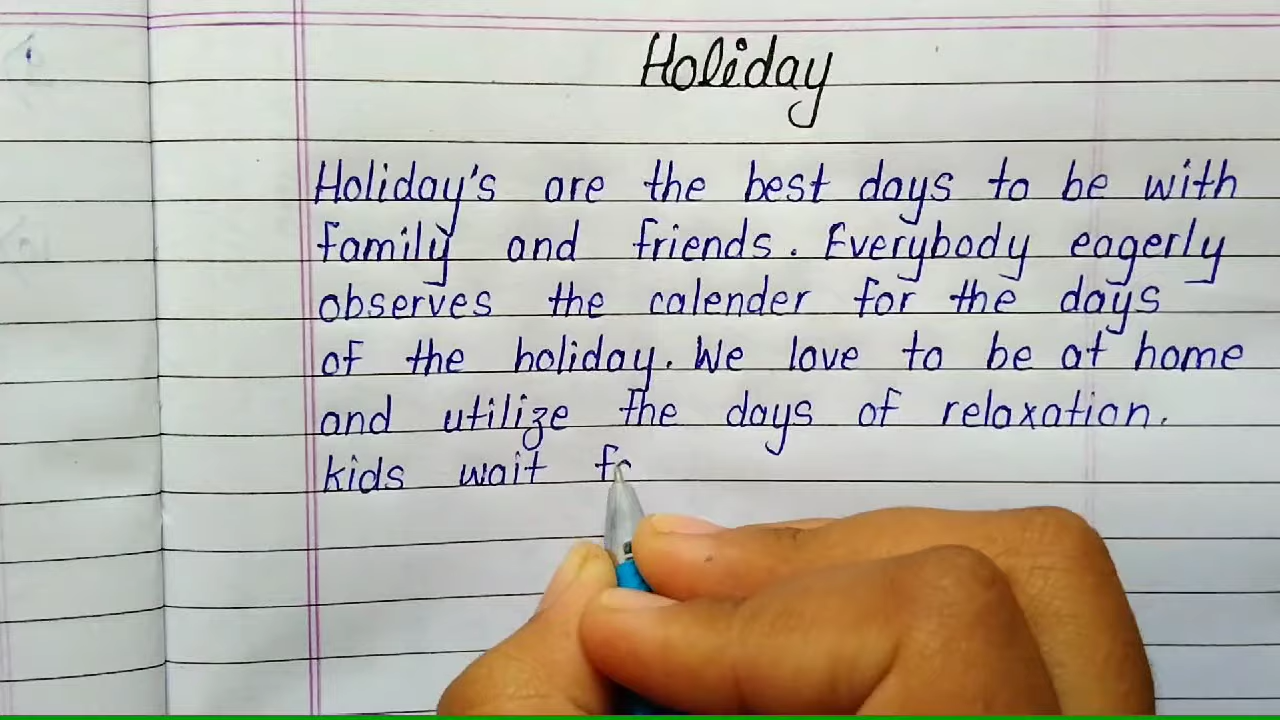 Holiday
Holiday's are the best days to be with
family and friends. Everybody eagerly
observes the calender for the days
of the holiday. We love to be at home
and utilize the days of relaxation.
kids wait